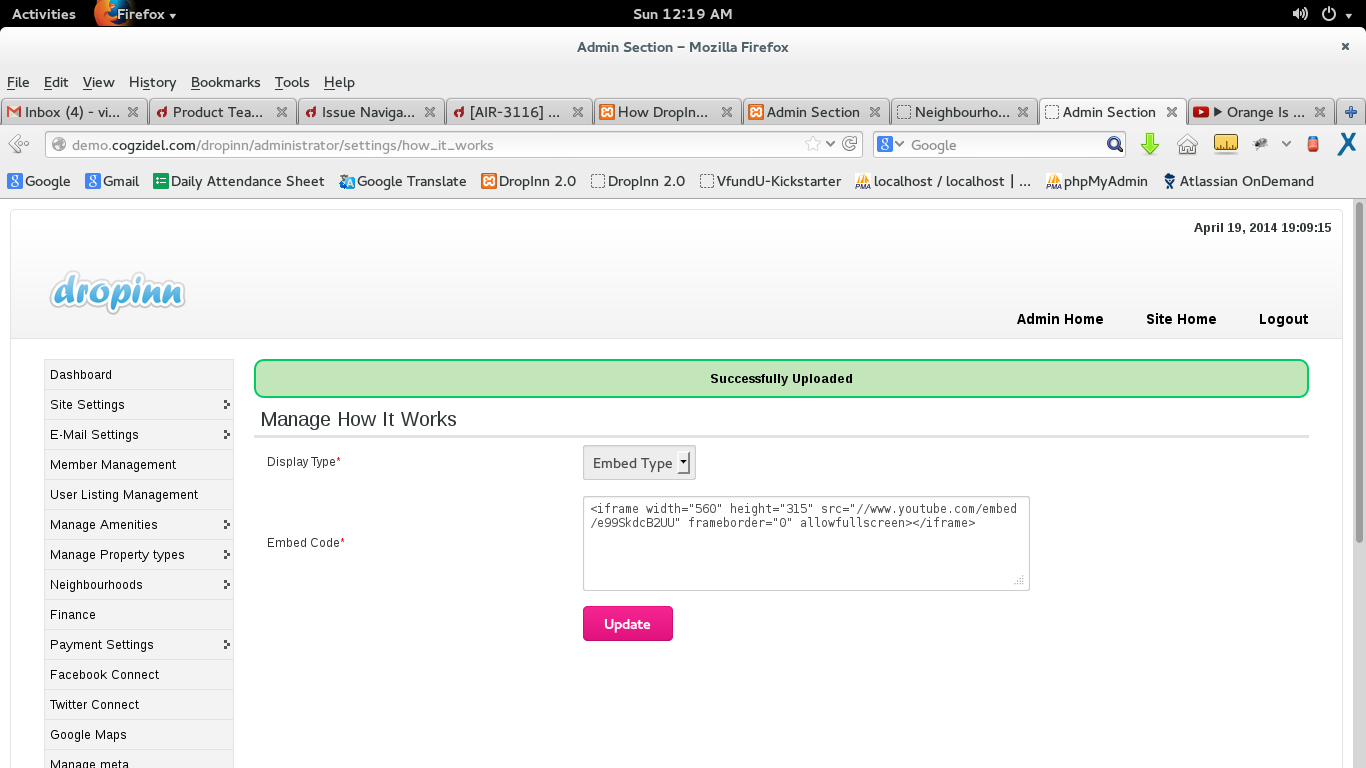 Activities Firefox Sun 12:19 AM
Admin Section – Mozilla Firefox
File Edit View History Bookmarks Tools Help
Inbox (4) – vi... Product Tea... Issue Naviga... [AIR-3116] ... How DropIn... Admin Section Neighbourho... Admin Section Orange Is ...
demo.cogzidel.com/dropinn/administrator/settings/how_it_works Google
Google Gmail Daily Attendance Sheet Google Translate DropInn 2.0 DropInn 2.0 VfundU-Kickstarter localhost / localhost | ... phpMyAdmin Atlassian OnDemand
April 19, 2014 19:09:15
dropinn
Admin Home Site Home Logout
Dashboard
Site Settings
E-Mail Settings
Member Management
User Listing Management
Manage Amenities
Manage Property types
Neighbourhoods
Finance
Payment Settings
Facebook Connect
Twitter Connect
Google Maps
Manage meta
Successfully Uploaded
Manage How It Works
Display Type* Embed Type
Embed Code*
<iframe width="560" height="315" src="//www.youtube.com/embed
/e99SkdcB2UU" frameborder="0" allowfullscreen></iframe>
Update